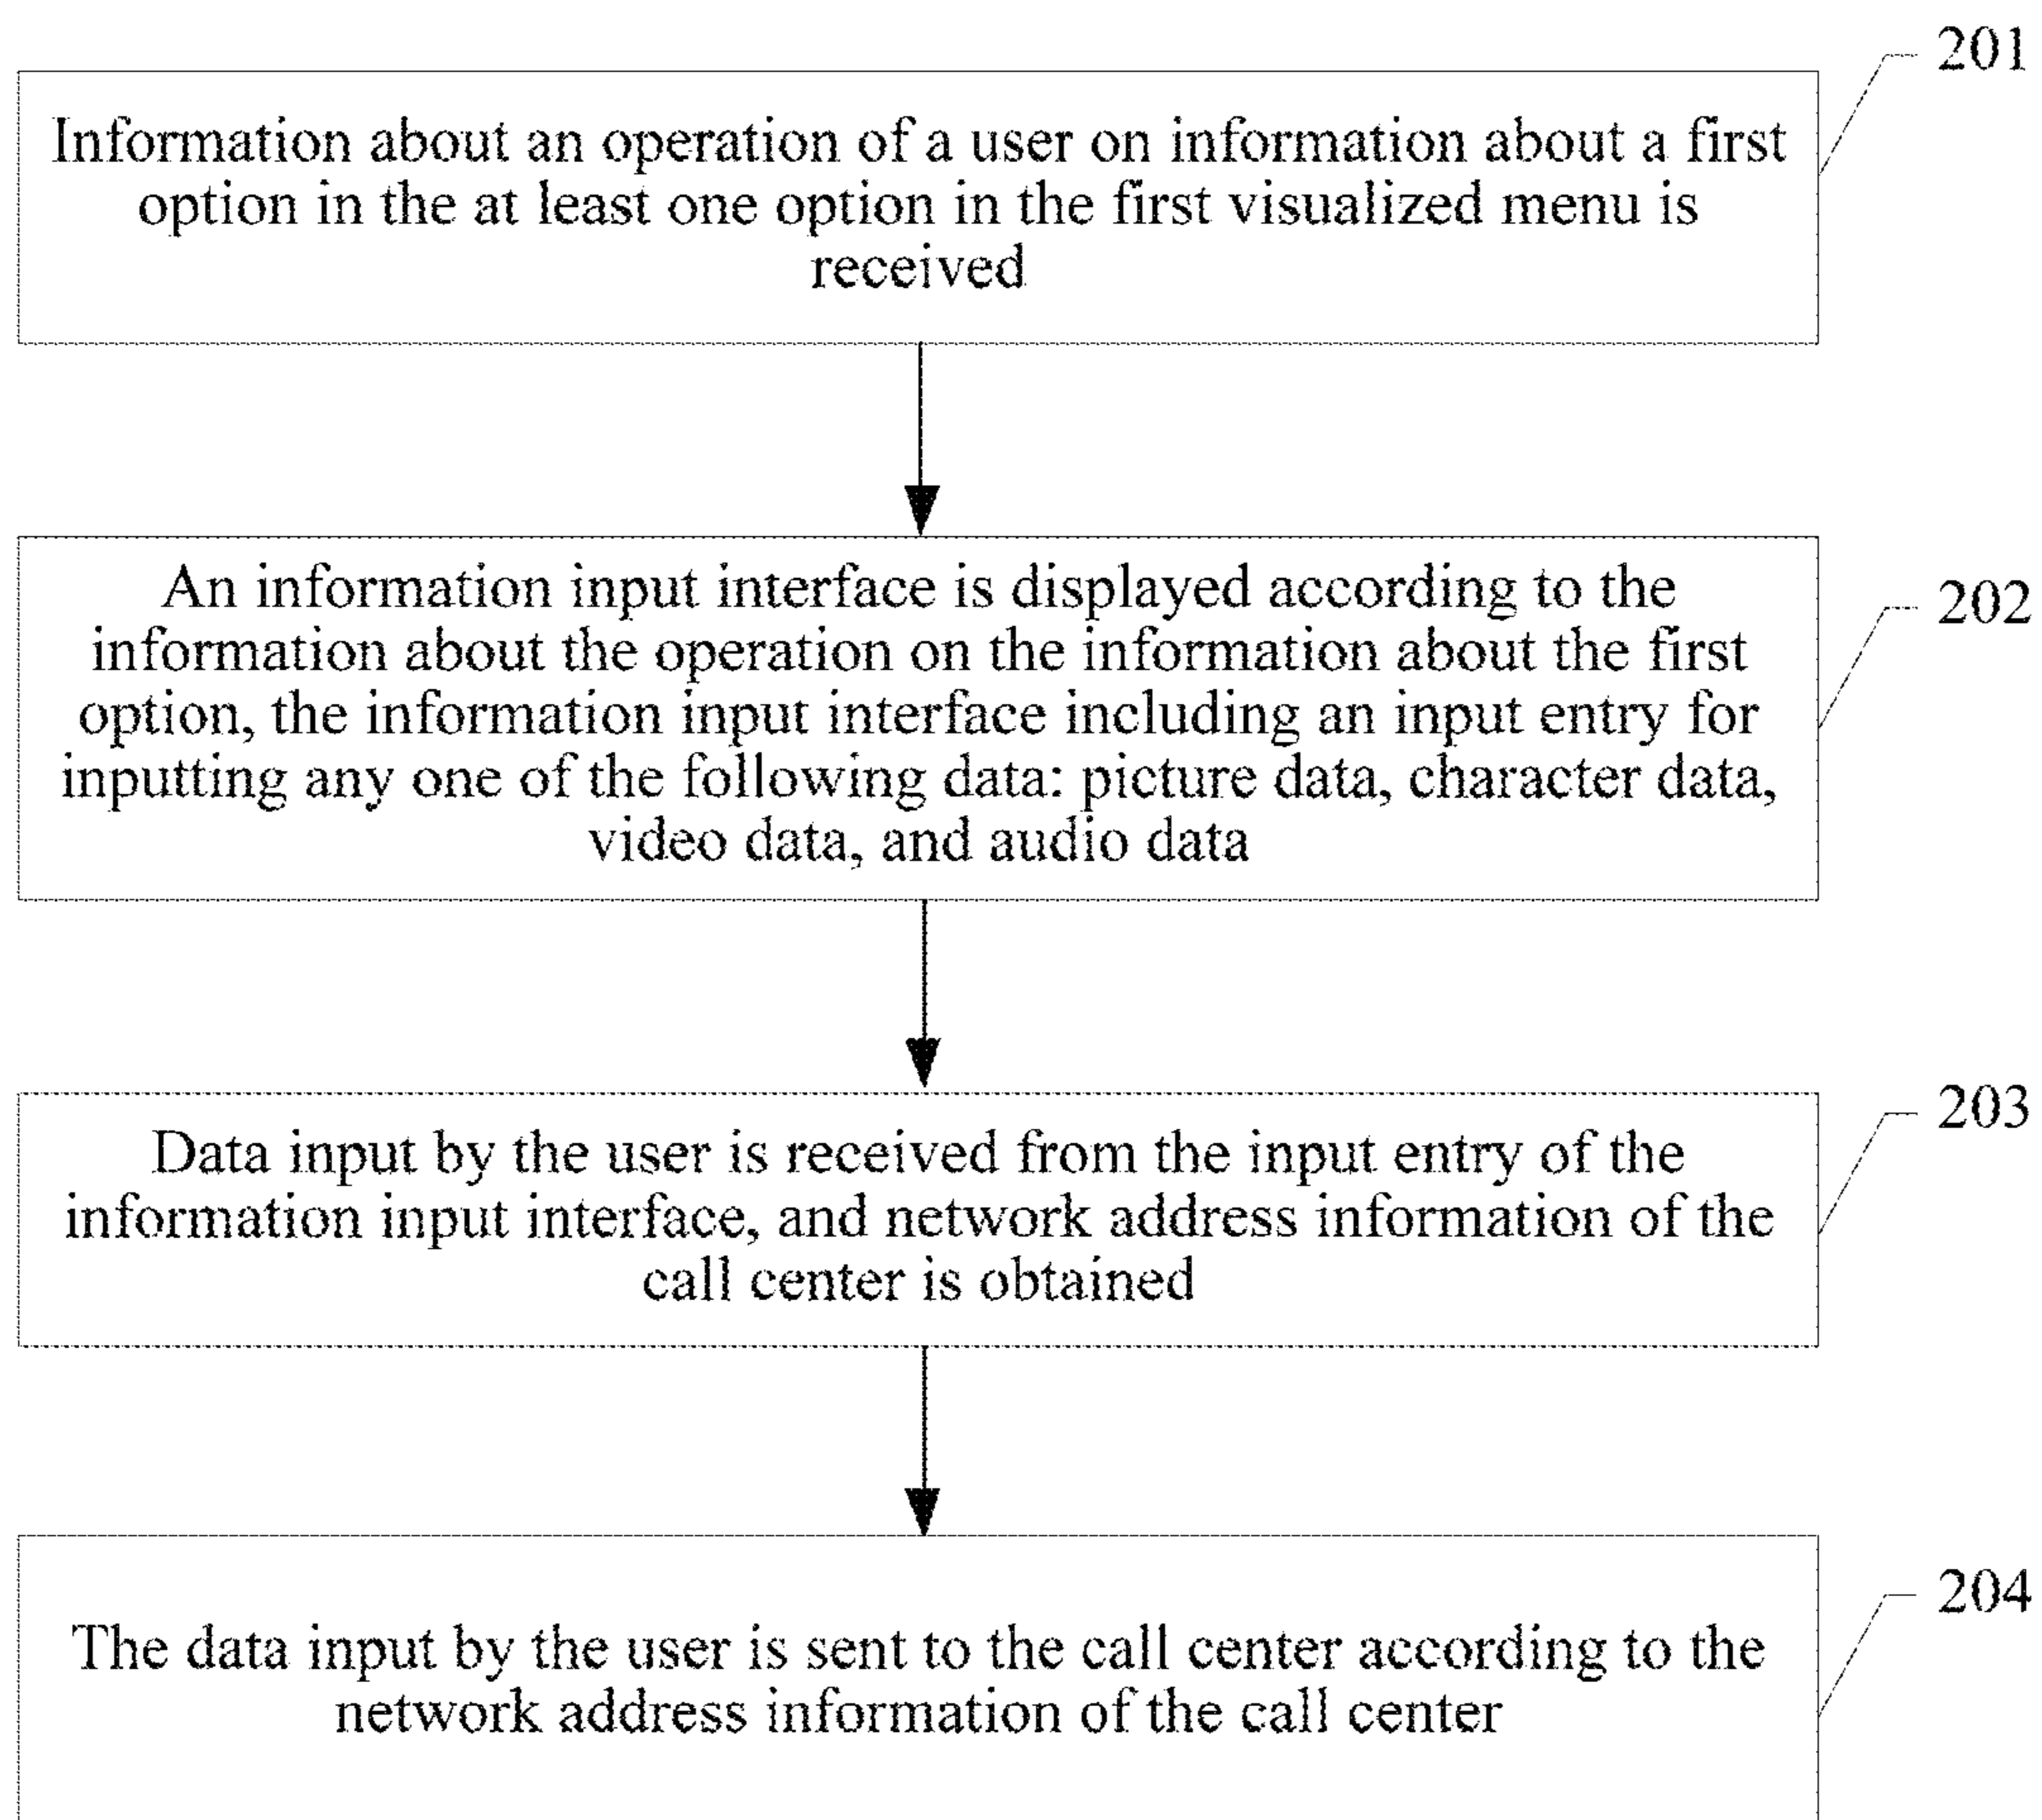 201
Information about an operation of a user on information about a first
option in the at least one option in the first visualized menu is
received
202
An information input interface is displayed according to the
information about the operation on the information about the first
option, the information input interface including an input entry for
inputting any one of the following data: picture data, character data,
video data, and audio data
203
Data input by the user is received from the input entry of the
information input interface, and network address information of the
call center is obtained
204
The data input by the user is sent to the call center according to the
network address information of the call center